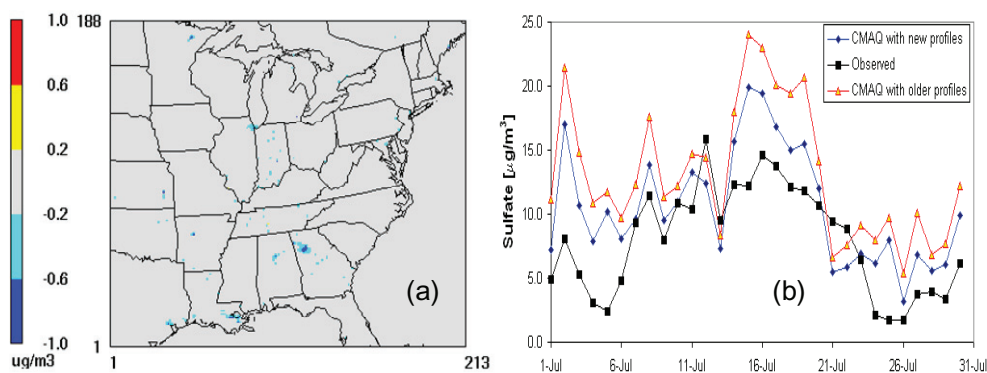 1.0
0.6
0.2
-0.2
-0.6
-1.0
ug/m3
188
1
1
213
(a)
Sulfate [µg/m³]
25.0
20.0
15.0
10.0
5.0
0.0
1-Jul
6-Jul
11-Jul
16-Jul
21-Jul
26-Jul
31-Jul
CMAQ with new profiles
Observed
CMAQ with older profiles
(b)